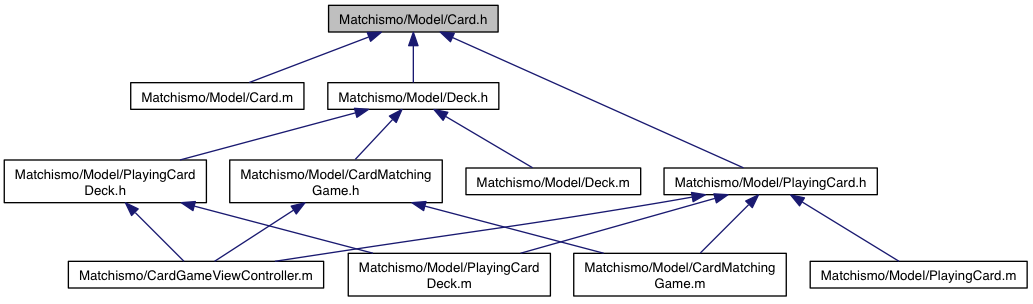 Matchismo/Model/Card.h
Matchismo/Model/Card.m
Matchismo/Model/Deck.h
Matchismo/Model/PlayingCard
Deck.h
Matchismo/Model/CardMatching
Game.h
Matchismo/Model/Deck.m
Matchismo/Model/PlayingCard.h
Matchismo/CardGameViewController.m
Matchismo/Model/PlayingCard
Deck.m
Matchismo/Model/CardMatching
Game.m
Matchismo/Model/PlayingCard.m